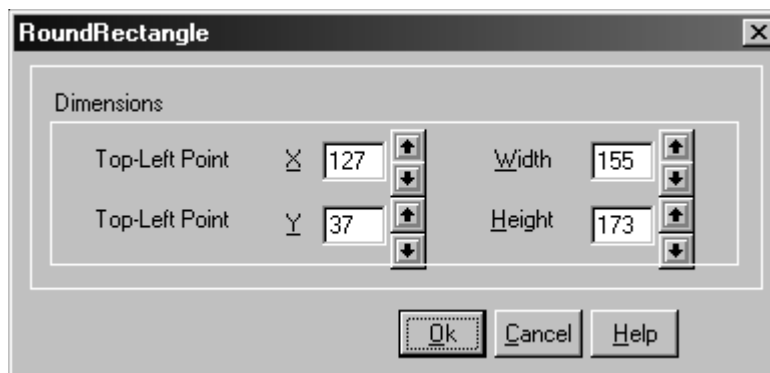 RoundRectangle
Dimensions
Top-Left Point X 127 Width 155
Top-Left Point Y 37 Height 173
Ok Cancel Help